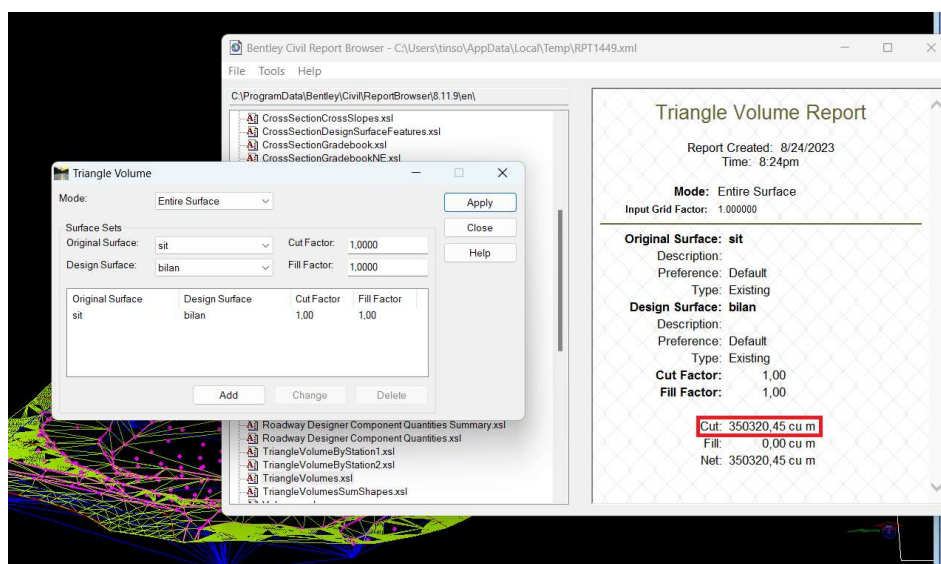 Bentley Civil Report Browser - C:\Users\tinso\AppData\Local\Temp\RPT1449.xml
File Tools Help
C:\ProgramData\Bentley\Civil\ReportBrowser\8.11.9\en\
CrossSectionCrossSlopes.xsl
CrossSectionDesignSurfaceFeatures.xsl
CrossSectionGradebook.xsl
CrossSectionGradebookNE.xsl
Triangle Volume
Mode: Entire Surface
Apply
Surface Sets
Close
Original Surface: sit Cut Factor: 1,0000
Help
Design Surface: bilan Fill Factor: 1,0000
Original Surface Design Surface Cut Factor Fill Factor
sit bilan 1,00 1,00
Add Change Delete
Roadway Designer Component Quantities Summary.xsl
Roadway Designer Component Quantities.xsl
TriangleVolumeByStation1.xsl
TriangleVolumeByStation2.xsl
TriangleVolumes.xsl
TriangleVolumesSumShapes.xsl
Triangle Volume Report
Report Created: 8/24/2023
Time: 8:24pm
Mode: Entire Surface
Input Grid Factor: 1.000000
Original Surface: sit
Description:
Preference: Default
Type: Existing
Design Surface: bilan
Description:
Preference: Default
Type: Existing
Cut Factor: 1,00
Fill Factor: 1,00
Cut: 350320,45 cu m
Fill: 0,00 cu m
Net: 350320,45 cu m